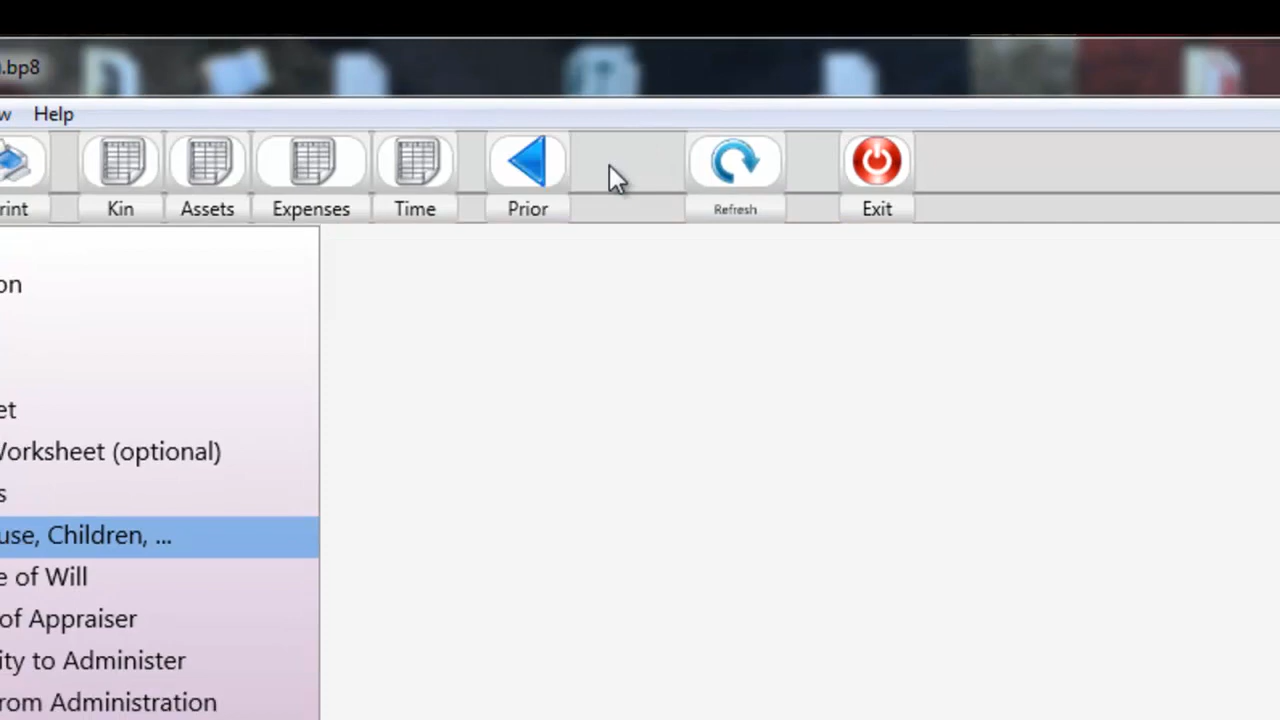 .bp8
w Help
rint Kin Assets Expenses Time Prior Refresh Exit
on
et
Worksheet (optional)
s
use, Children, ...
e of Will
of Appraiser
ity to Administer
rom Administration